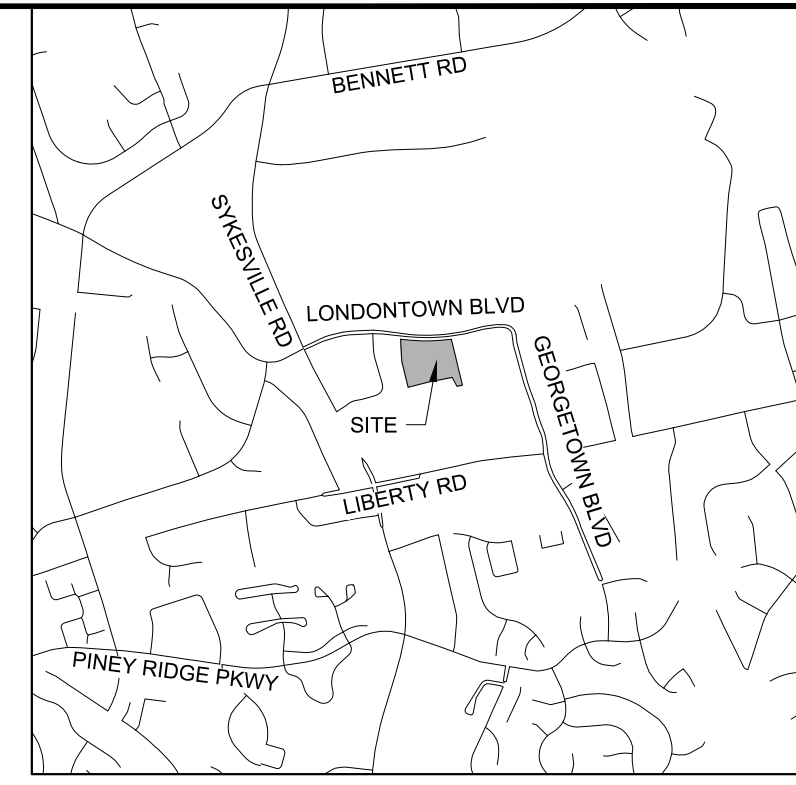 BENNETT RD
SYKESVILLE RD
LONDONTOWN BLVD
GEORGETOWN BLVD
SITE
LIBERTY RD
PINEY RIDGE PKWY